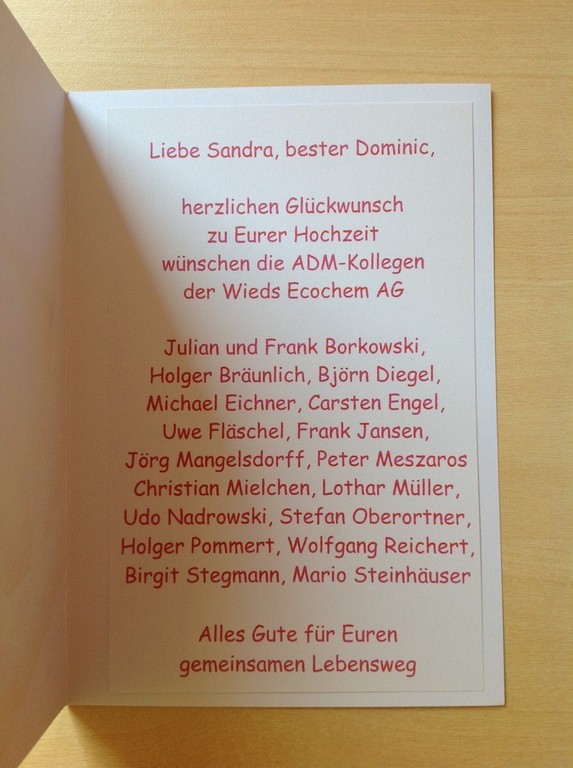 Liebe Sandra, bester Dominic,
herzlichen Glückwunsch
zu Eurer Hochzeit
wünschen die ADM-Kollegen
der Wieds Ecochem AG
Julian und Frank Borkowski,
Holger Bräunlich, Björn Diegel,
Michael Eichner, Carsten Engel,
Uwe Fläschel, Frank Jansen,
Jörg Mangelsdorff, Peter Meszaros
Christian Mielchen, Lothar Müller,
Udo Nadrowski, Stefan Oberortner,
Holger Pommert, Wolfgang Reichert,
Birgit Stegmann, Mario Steinhäuser
Alles Gute für Euren
gemeinsamen Lebensweg